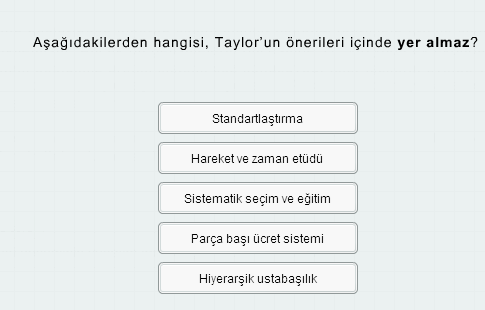 Aşağıdakilerden hangisi, Taylor'un önerileri içinde yer almaz?
Standartlaştırma
Hareket ve zaman etüdü
Sistematik seçim ve eğitim
Parça başı ücret sistemi
Hiyerarşik ustabaşılık